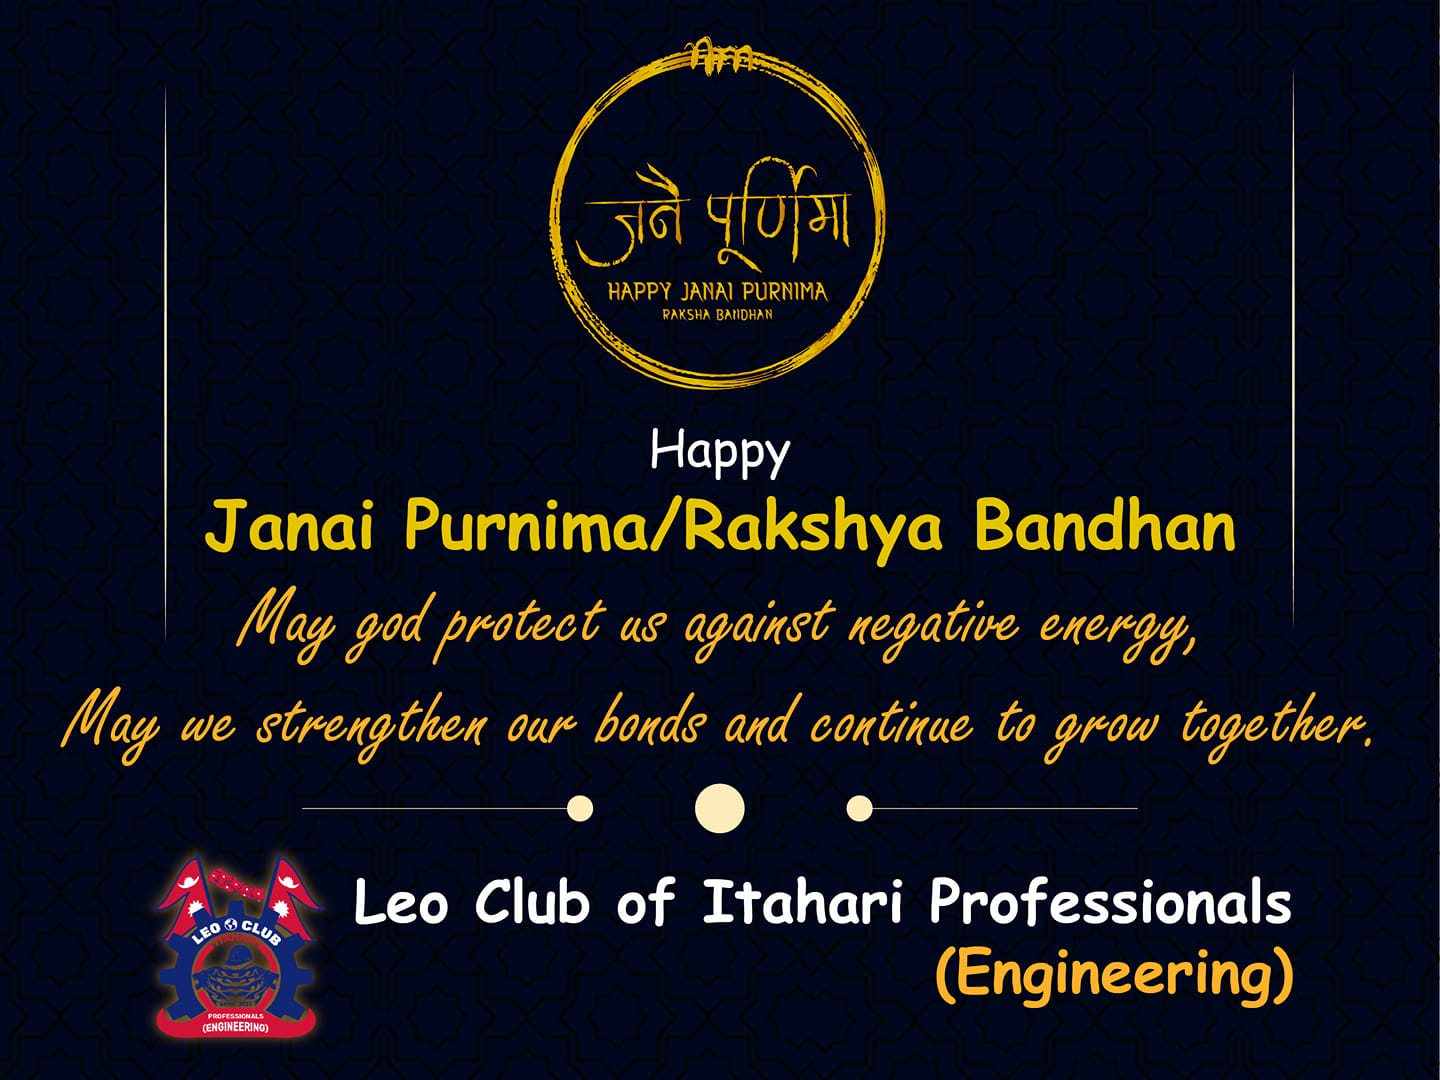 जनै पूर्णिमा
HAPPY JANAI PURNIMA
RAKSHA BANDHAN
Happy
Janai Purnima/Rakshya Bandhan
May god protect us against negative energy,
May we strengthen our bonds and continue to grow together.
Leo Club of Itahari Professionals
(Engineering)
LEO CLUB
ITAHARI
PROFESSIONALS
(ENGINEERING)